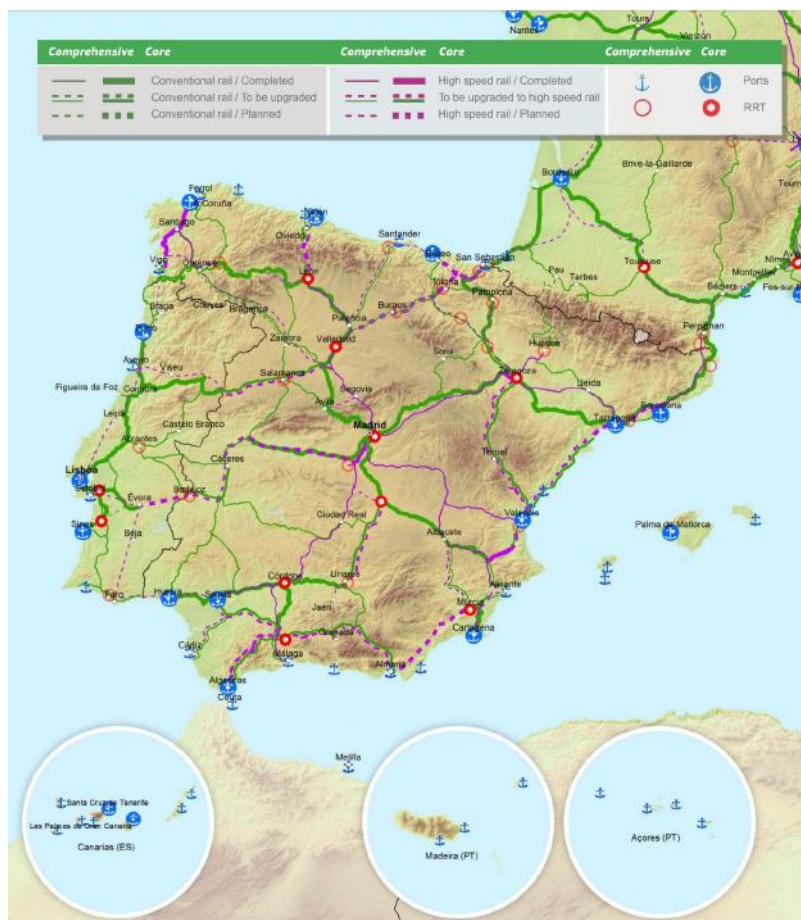 Nantes
Tours
Vierzon
Comprehensive Core Comprehensive Core Comprehensive Core
Conventional rail / Completed High speed rail / Completed Ports
Conventional rail / To be upgraded To be upgraded to high speed rail
Conventional rail / Planned High speed rail / Planned RRT
Brive-la-Gaillarde
Bordeaux
Ferrol
A Coruña
Santiago
Gijón
Oviedo
Santander
Bilbao
San Sebastián
Pau
Tarbes
Toulouse
Montpellier
Béziers
Vigo
Ourense
León
Vitoria
Pamplona
Perpignan
Braga
Chaves
Bragança
Palencia
Burgos
Zamora
Valladolid
Soria
Huesca
Aveiro
Viseu
Salamanca
Segovia
Zaragoza
Lleida
Figueira da Foz
Coimbra
Ávila
Barcelona
Tarragona
Leiria
Castelo Branco
Madrid
Abrantes
Teruel
Lisboa
Cáceres
Setúbal
Évora
Badajoz
Ciudad Real
Valencia
Palma de Mallorca
Sines
Beja
Albacete
Córdoba
Linares
Alicante
Faro
Huelva
Jaén
Murcia
Cartagena
Cádiz
Granada
Málaga
Almería
Algeciras
Ceuta
Melilla
Santa Cruz de Tenerife
Las Palmas de Gran Canaria
Canarias (ES)
Madeira (PT)
Açores (PT)